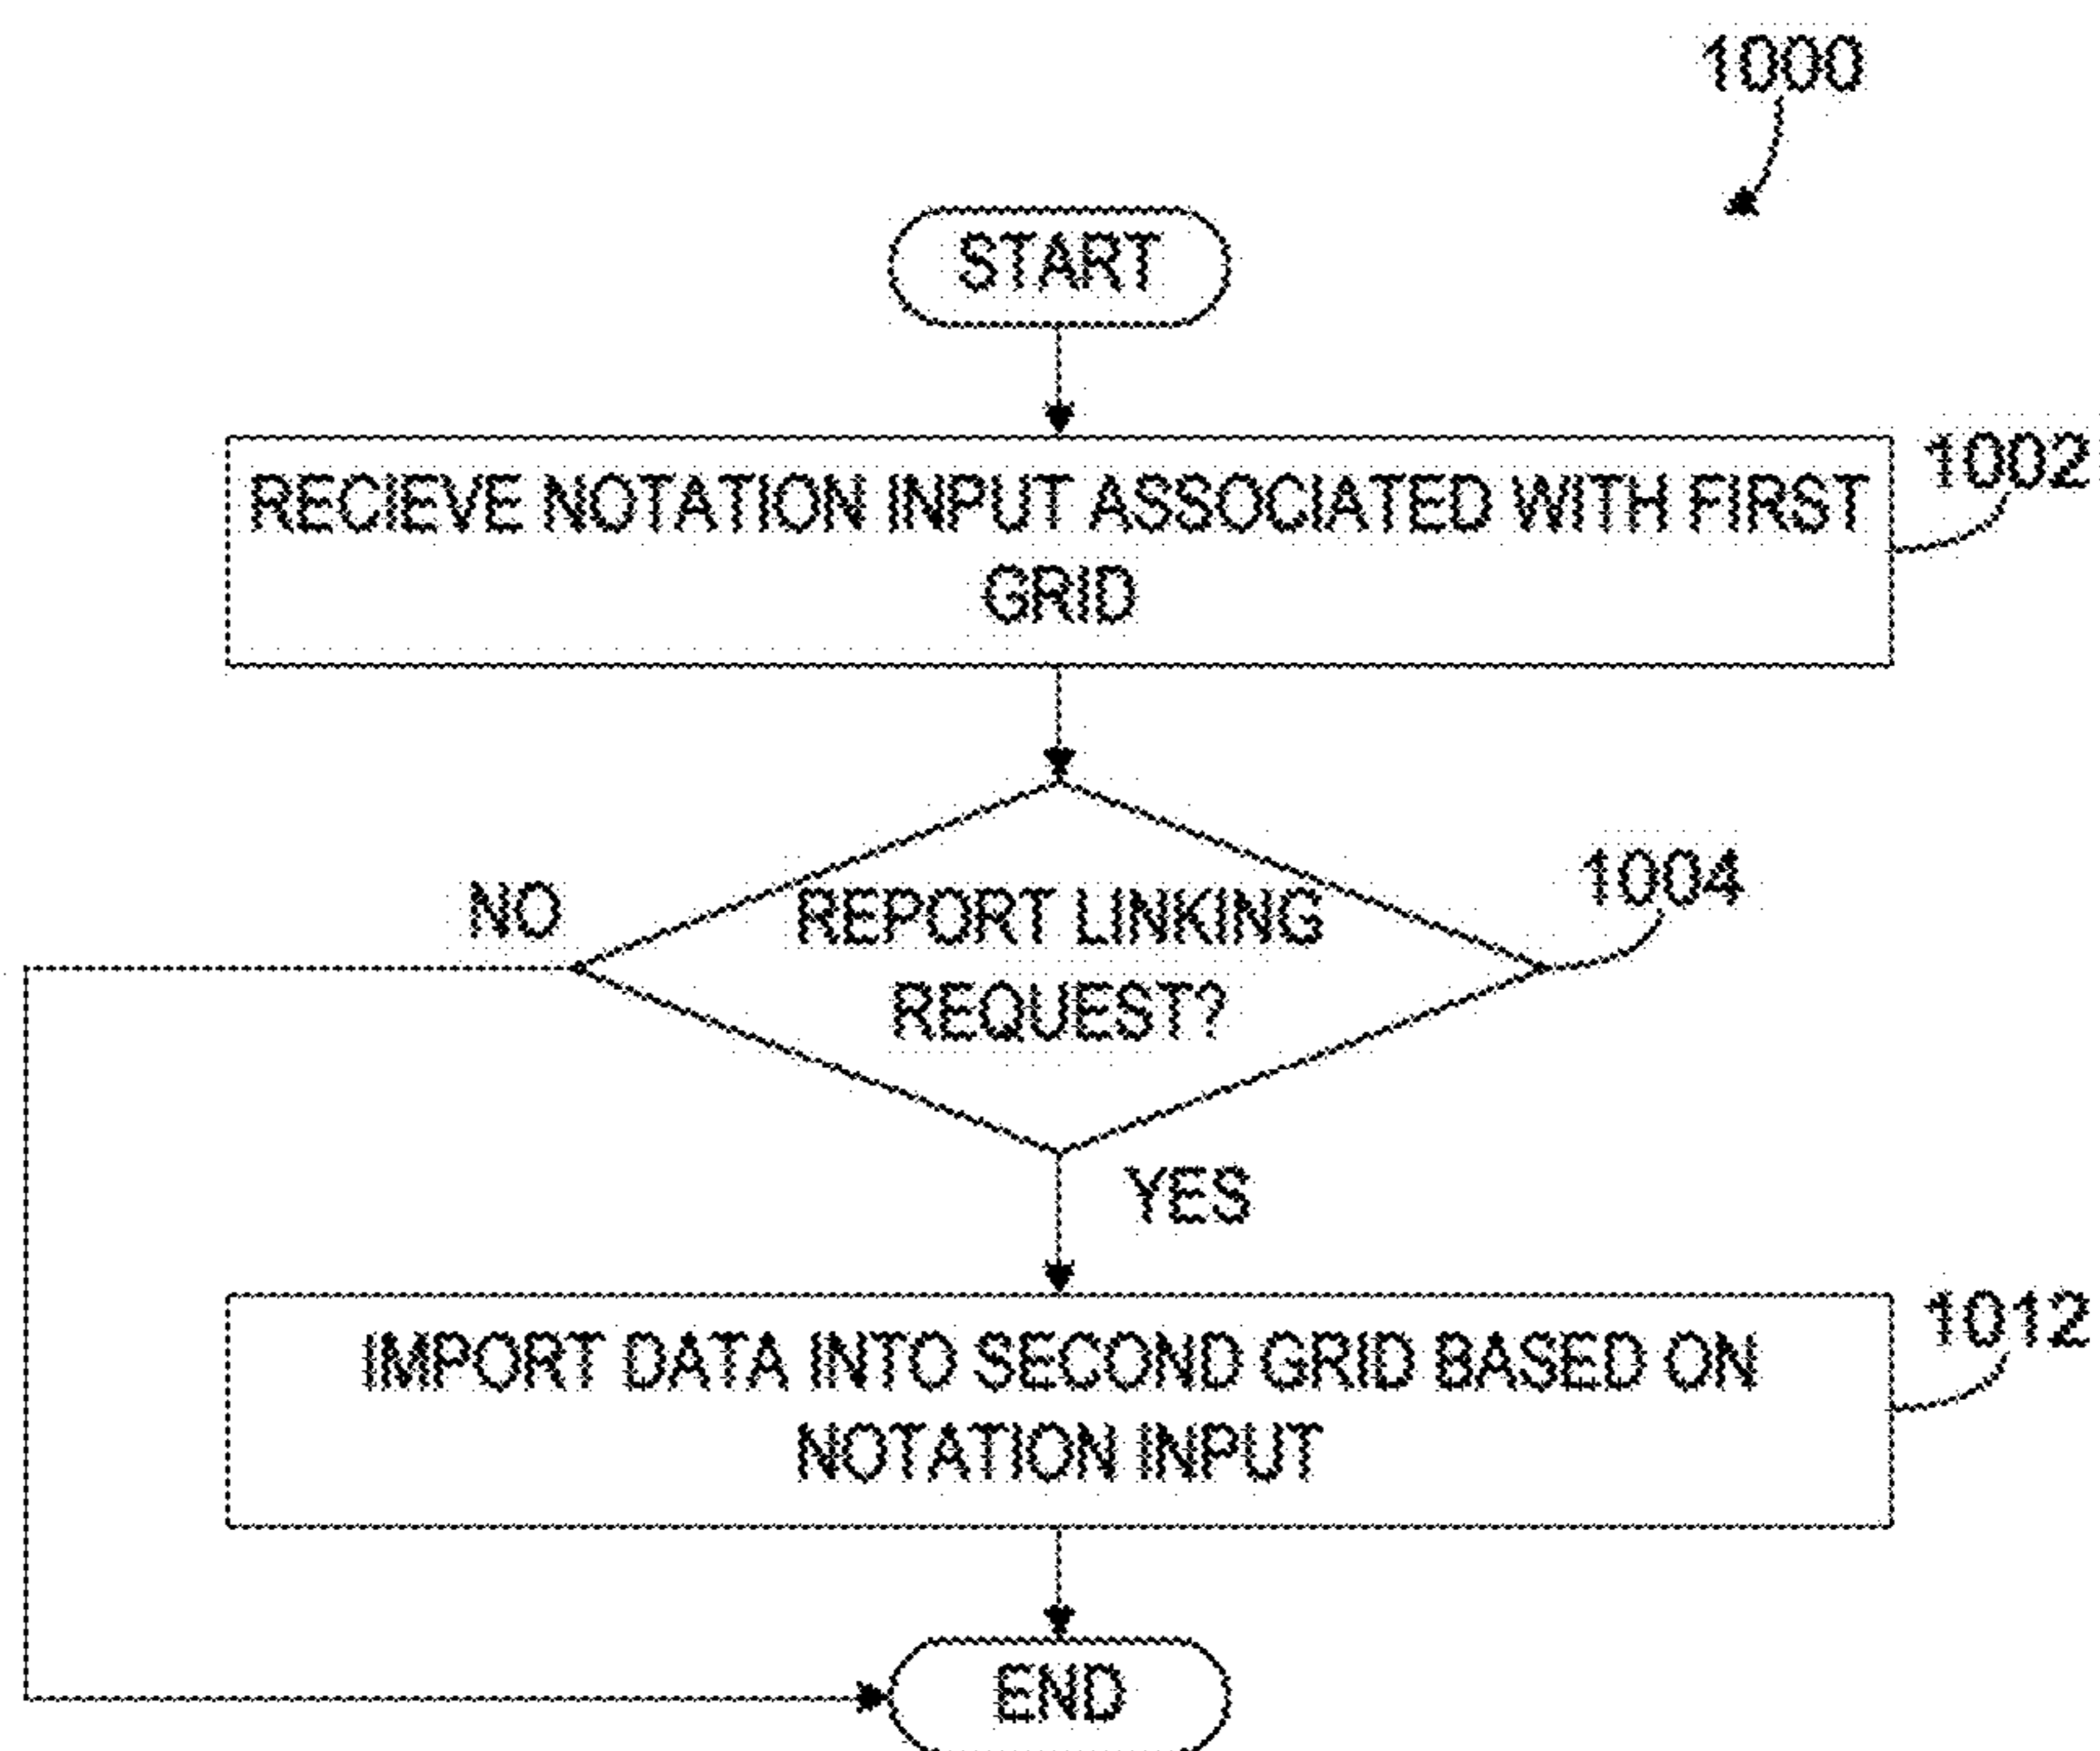 1000
START
RECIEVE NOTATION INPUT ASSOCIATED WITH FIRST
GRID
1002
REPORT LINKING
REQUEST?
1004
NO
YES
IMPORT DATA INTO SECOND GRID BASED ON
NOTATION INPUT
1012
END